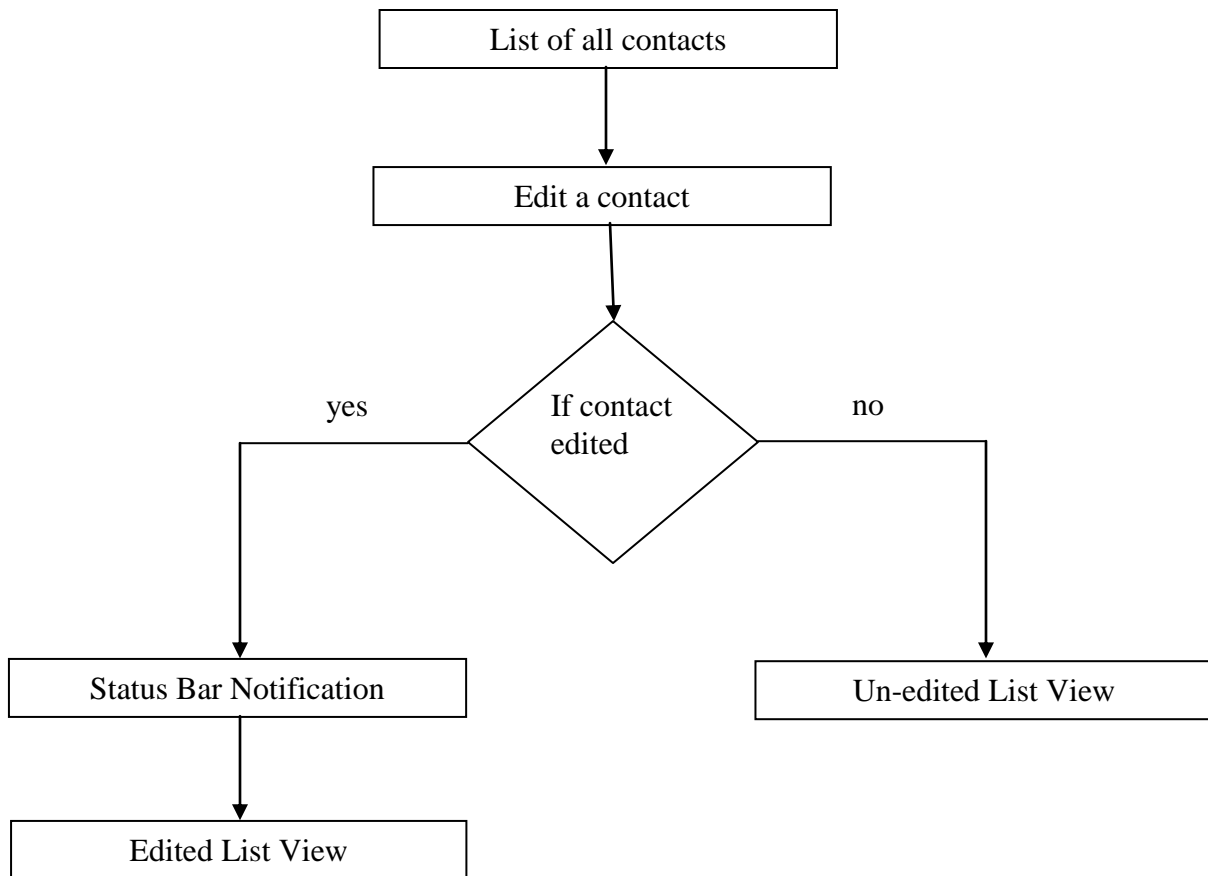 List of all contacts
Edit a contact
If contact
edited
yes
no
Status Bar Notification
Un-edited List View
Edited List View